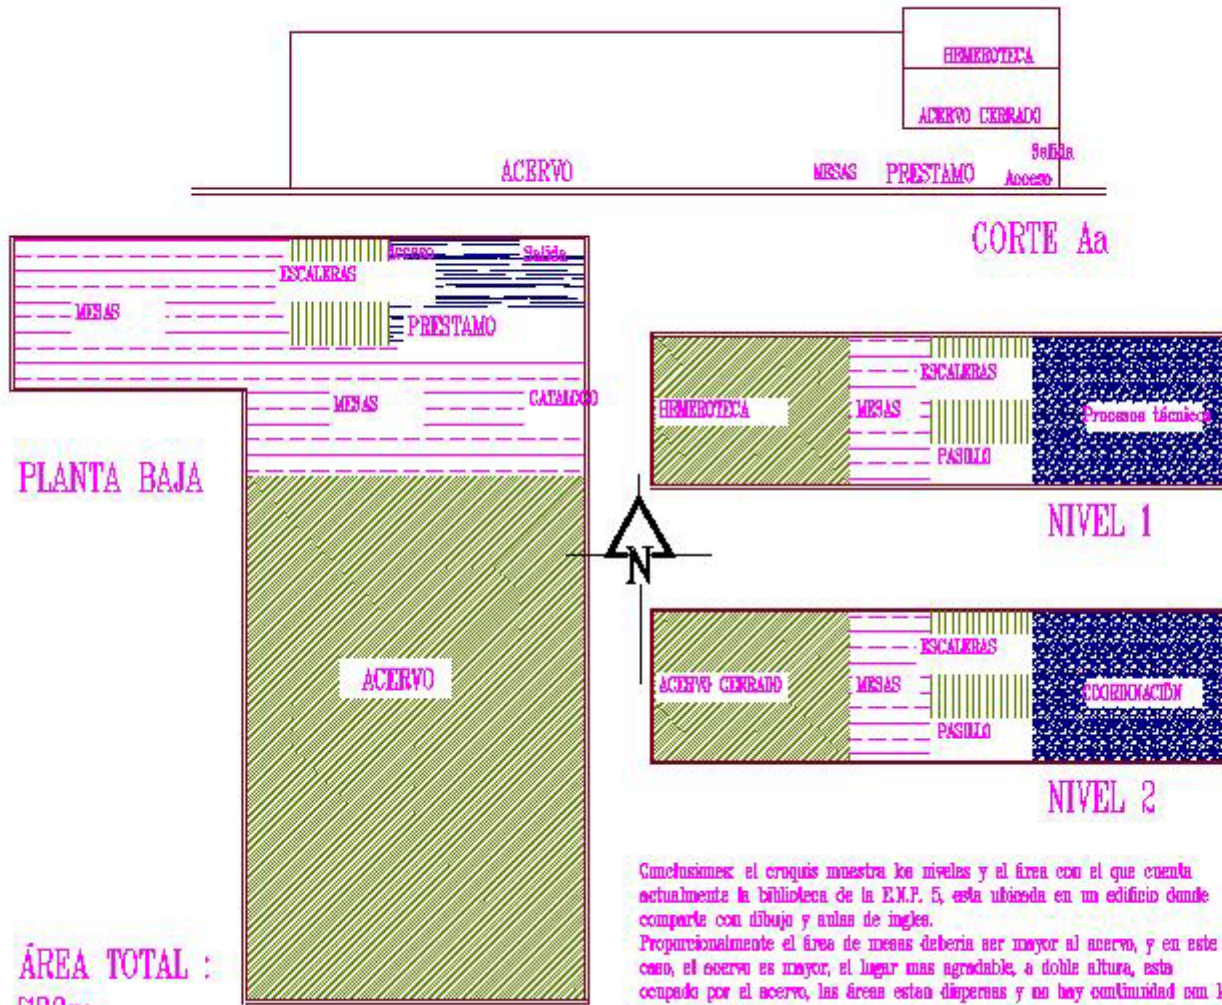 HEMEROTECA
ACERVO CERRADO
Salida
ACERVO
MESAS
PRESTAMO
Acceso
CORTE Aa
Acceso
Salida
ESCALERAS
MESAS
PRESTAMO
MESAS
CATALOGO
PLANTA BAJA
ACERVO
ÁREA TOTAL :
ESCALERAS
HEMEROTECA
MESAS
Procesos técnicos
PASILLO
NIVEL 1
N
ESCALERAS
ACERVO CERRADO
MESAS
COORDINACIÓN
PASILLO
NIVEL 2
Conclusiones: el croquis muestra los niveles y el área con el que cuenta
actualmente la biblioteca de la E.N.P. 5, esta ubicada en un edificio donde
comparte con dibujo y aulas de ingles.
Proporcionalmente el área de mesas deberia ser mayor al acervo, y en este
caso, el acervo es mayor, el lugar mas agradable, a doble altura, esta
ocupado por el acervo, las áreas estan dispersas y no hay continuidad con